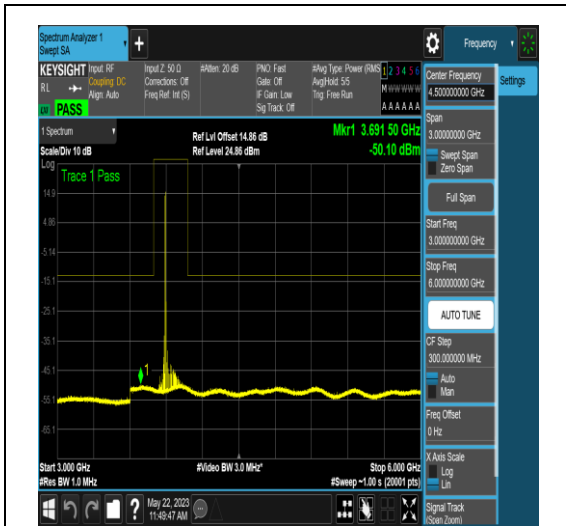 Spectrum Analyzer 1
Swept SA
Frequency
KEYSIGHT
RL
Input: RF
Coupling: DC
Align: Auto
Input Z: 50 Ω
Corrections: Off
Freq Ref: Int (S)
#Atten: 20 dB
PNO: Fast
Gate: Off
IF Gain: Low
Sig Track: Off
#Avg Type: Power (RMS
Avg|Hold: 5/5
Trig: Free Run
1 2 3 4 5 6
M W W W W W
A A A A A A
PASS
1 Spectrum
Scale/Div 10 dB
Ref Lvl Offset 14.86 dB
Ref Level 24.86 dBm
Mkr1 3.691 50 GHz
-50.10 dBm
Log
Trace 1 Pass
14.9
4.86
-5.14
-15.1
-25.1
-35.1
-45.1
-55.1
-65.1
1
Start 3.000 GHz
#Res BW 1.0 MHz
#Video BW 3.0 MHz*
Stop 6.000 GHz
#Sweep ~1.00 s (20001 pts)
May 22, 2023
11:49:47 AM
Settings
Center Frequency
4.500000000 GHz
Span
3.00000000 GHz
Swept Span
Zero Span
Full Span
Start Freq
3.000000000 GHz
Stop Freq
6.000000000 GHz
AUTO TUNE
CF Step
300.000000 MHz
Auto
Man
Freq Offset
0 Hz
X Axis Scale
Log
Lin
Signal Track
(Span Zoom)